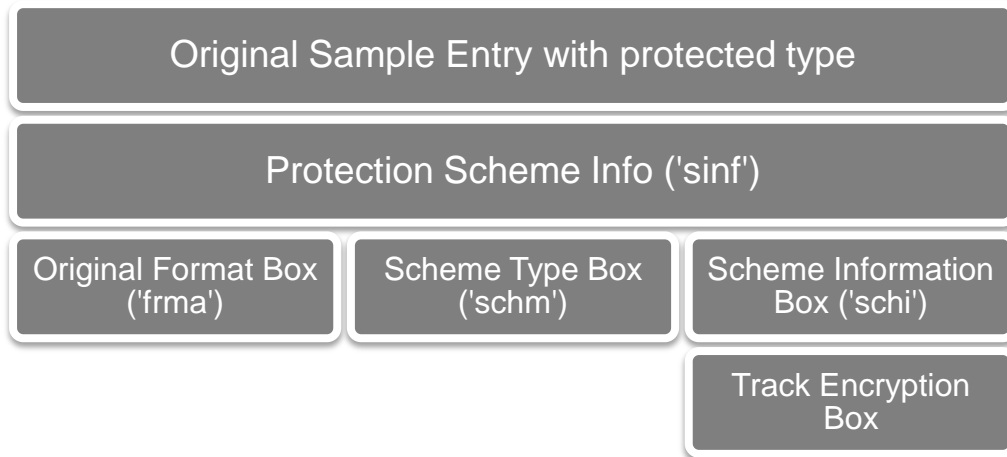 Original Sample Entry with protected type
Protection Scheme Info ('sinf')
Original Format Box
('frma')
Scheme Type Box
('schm')
Scheme Information
Box ('schi')
Track Encryption
Box